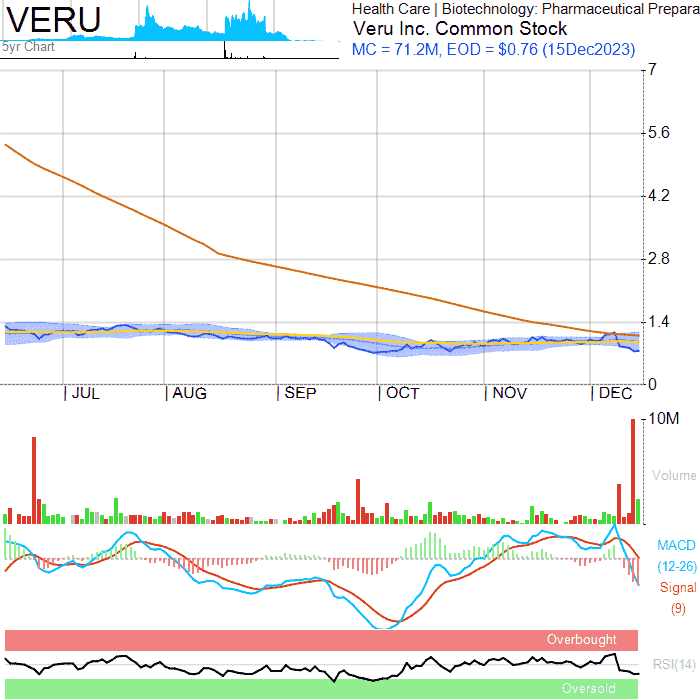 VERU
5yr Chart
Health Care | Biotechnology: Pharmaceutical Prepara
Veru Inc. Common Stock
MC = 71.2M, EOD = $0.76 (15Dec2023)
7
5.6
4.2
2.8
1.4
0
JUL
AUG
SEP
OCT
NOV
DEC
10M
Volume
MACD
(12-26)
Signal
(9)
Overbought
RSI(14)
Oversold